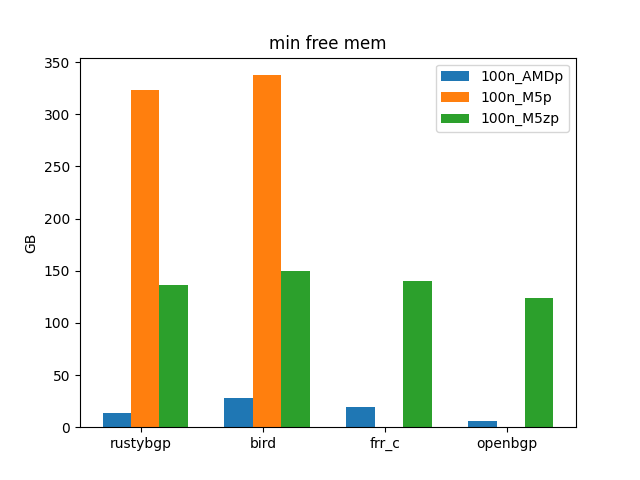 min free mem
350
300
250
200
150
100
50
0
GB
100n_AMDp
100n_M5p
100n_M5zp
rustybgp
bird
frr_c
openbgp